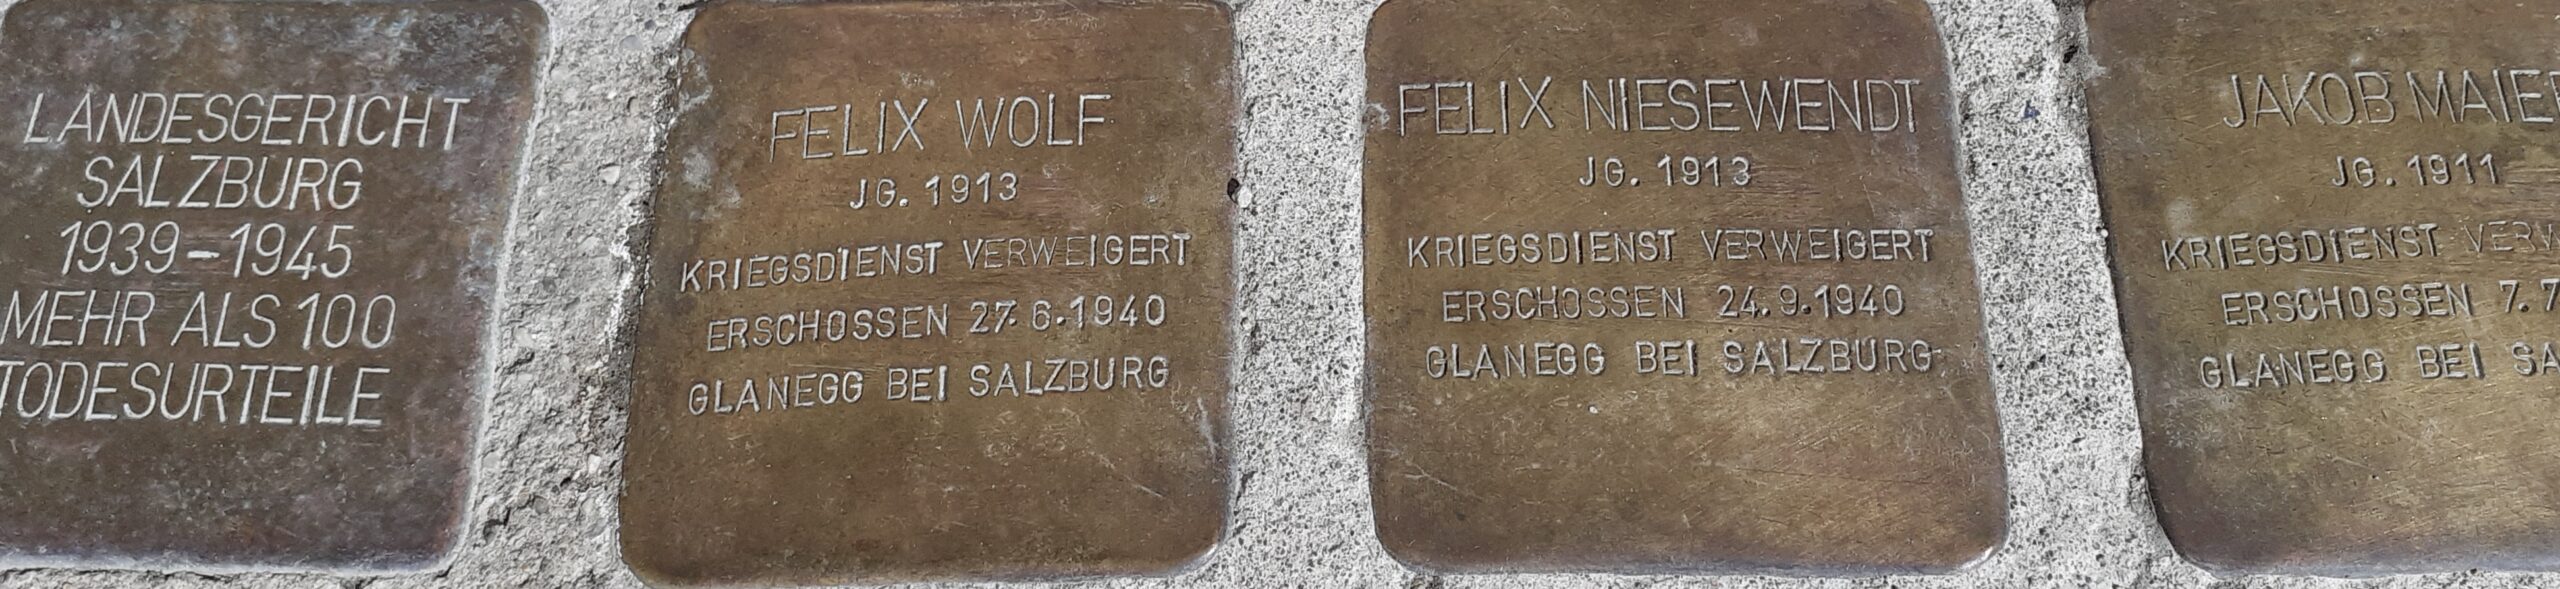 LANDESGERICHT
SALZBURG
1939-1945
MEHR ALS 100
TODESURTEILE
FELIX WOLF
JG. 1913
KRIEGSDIENST VERWEIGERT
ERSCHOSSEN 27.6.1940
GLANEGG BEI SALZBURG
FELIX NIESEWENDT
JG. 1913
KRIEGSDIENST VERWEIGERT
ERSCHOSSEN 24.9.1940
GLANEGG BEI SALZBURG
JAKOB MAIER
JG. 1911
KRIEGSDIENST
ERSCHOSSEN
GLANEGG BEI